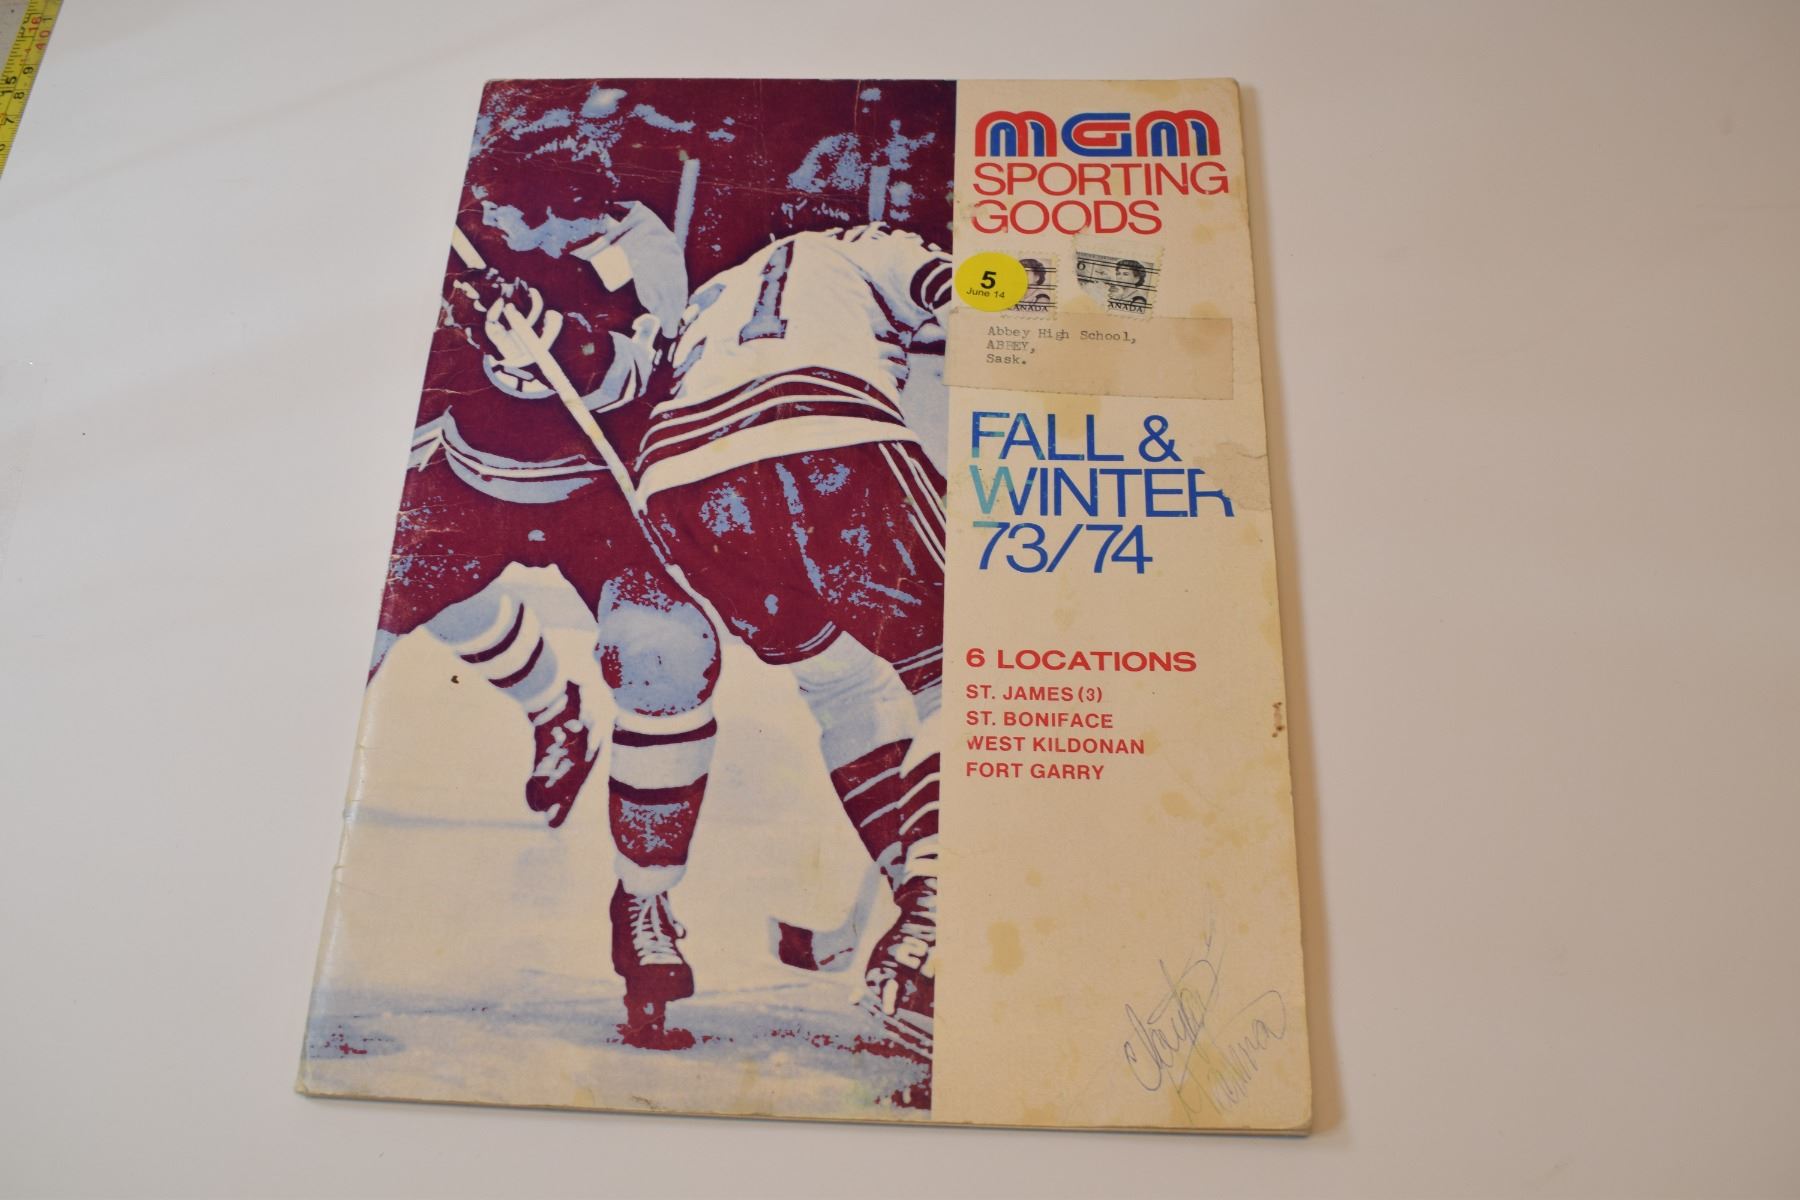 MGM
SPORTING
GOODS
5
June 14
CANADA
6
CANADA
Abbey High School,
ABBEY,
Sask.
FALL &
WINTER
73/74
6 LOCATIONS
ST. JAMES (3)
ST. BONIFACE
WEST KILDONAN
FORT GARRY